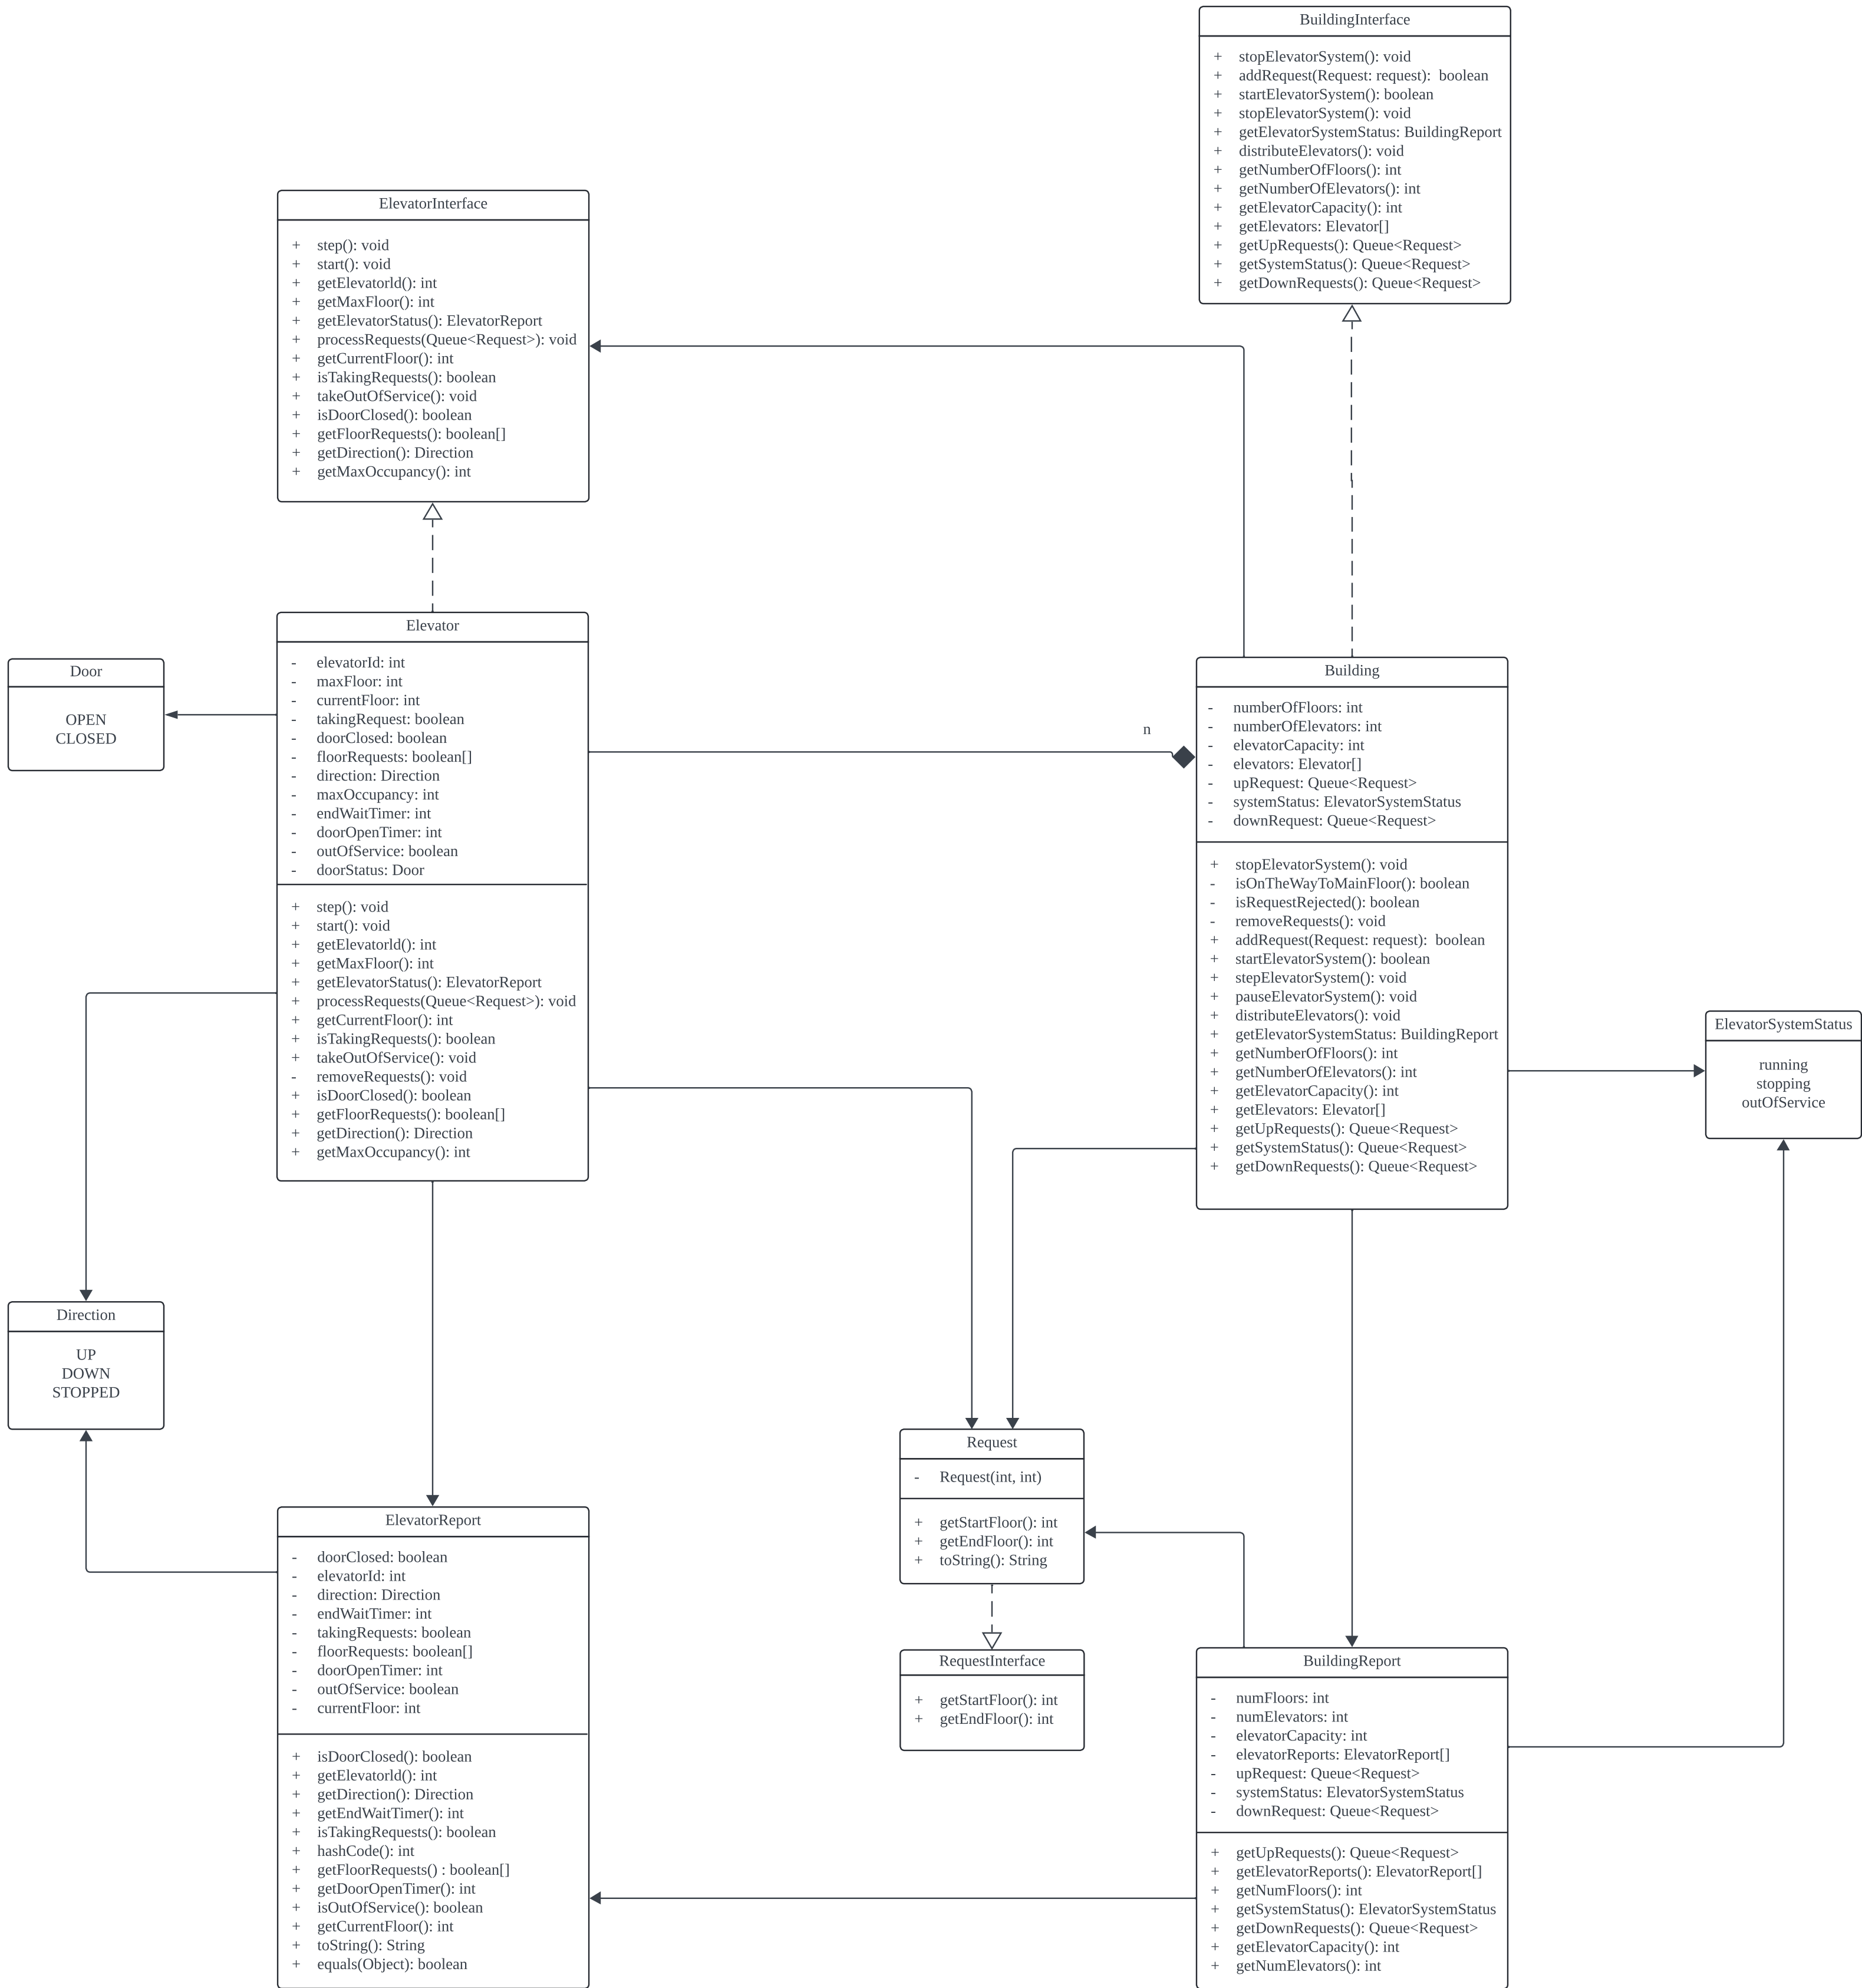 BuildingInterface
+ stopElevatorSystem(): void
+ addRequest(Request: request):  boolean
+ startElevatorSystem(): boolean
+ stopElevatorSystem(): void
+ getElevatorSystemStatus: BuildingReport
+ distributeElevators(): void
+ getNumberOfFloors(): int
+ getNumberOfElevators(): int
+ getElevatorCapacity(): int
+ getElevators: Elevator[]
+ getUpRequests(): Queue<Request>
+ getSystemStatus(): Queue<Request>
+ getDownRequests(): Queue<Request>
ElevatorInterface
+ step(): void
+ start(): void
+ getElevatorld(): int
+ getMaxFloor(): int
+ getElevatorStatus(): ElevatorReport
+ processRequests(Queue<Request>): void
+ getCurrentFloor(): int
+ isTakingRequests(): boolean
+ takeOutOfService(): void
+ isDoorClosed(): boolean
+ getFloorRequests(): boolean[]
+ getDirection(): Direction
+ getMaxOccupancy(): int
Elevator
- elevatorId: int
- maxFloor: int
- currentFloor: int
- takingRequest: boolean
- doorClosed: boolean
- floorRequests: boolean[]
- direction: Direction
- maxOccupancy: int
- endWaitTimer: int
- doorOpenTimer: int
- outOfService: boolean
- doorStatus: Door
+ step(): void
+ start(): void
+ getElevatorld(): int
+ getMaxFloor(): int
+ getElevatorStatus(): ElevatorReport
+ processRequests(Queue<Request>): void
+ getCurrentFloor(): int
+ isTakingRequests(): boolean
+ takeOutOfService(): void
- removeRequests(): void
+ isDoorClosed(): boolean
+ getFloorRequests(): boolean[]
+ getDirection(): Direction
+ getMaxOccupancy(): int
Door
OPEN
CLOSED
n
Building
- numberOfFloors: int
- numberOfElevators: int
- elevatorCapacity: int
- elevators: Elevator[]
- upRequest: Queue<Request>
- systemStatus: ElevatorSystemStatus
- downRequest: Queue<Request>
+ stopElevatorSystem(): void
- isOnTheWayToMainFloor(): boolean
- isRequestRejected(): boolean
- removeRequests(): void
+ addRequest(Request: request):  boolean
+ startElevatorSystem(): boolean
+ stepElevatorSystem(): void
+ pauseElevatorSystem(): void
+ distributeElevators(): void
+ getElevatorSystemStatus: BuildingReport
+ getNumberOfFloors(): int
+ getNumberOfElevators(): int
+ getElevatorCapacity(): int
+ getElevators: Elevator[]
+ getUpRequests(): Queue<Request>
+ getSystemStatus(): Queue<Request>
+ getDownRequests(): Queue<Request>
ElevatorSystemStatus
running
stopping
outOfService
Direction
UP
DOWN
STOPPED
Request
- Request(int, int)
+ getStartFloor(): int
+ getEndFloor(): int
+ toString(): String
RequestInterface
+ getStartFloor(): int
+ getEndFloor(): int
ElevatorReport
- doorClosed: boolean
- elevatorId: int
- direction: Direction
- endWaitTimer: int
- takingRequests: boolean
- floorRequests: boolean[]
- doorOpenTimer: int
- outOfService: boolean
- currentFloor: int
+ isDoorClosed(): boolean
+ getElevatorld(): int
+ getDirection(): Direction
+ getEndWaitTimer(): int
+ isTakingRequests(): boolean
+ hashCode(): int
+ getFloorRequests() : boolean[]
+ getDoorOpenTimer(): int
+ isOutOfService(): boolean
+ getCurrentFloor(): int
+ toString(): String
+ equals(Object): boolean
BuildingReport
- numFloors: int
- numElevators: int
- elevatorCapacity: int
- elevatorReports: ElevatorReport[]
- upRequest: Queue<Request>
- systemStatus: ElevatorSystemStatus
- downRequest: Queue<Request>
+ getUpRequests(): Queue<Request>
+ getElevatorReports(): ElevatorReport[]
+ getNumFloors(): int
+ getSystemStatus(): ElevatorSystemStatus
+ getDownRequests(): Queue<Request>
+ getElevatorCapacity(): int
+ getNumElevators(): int